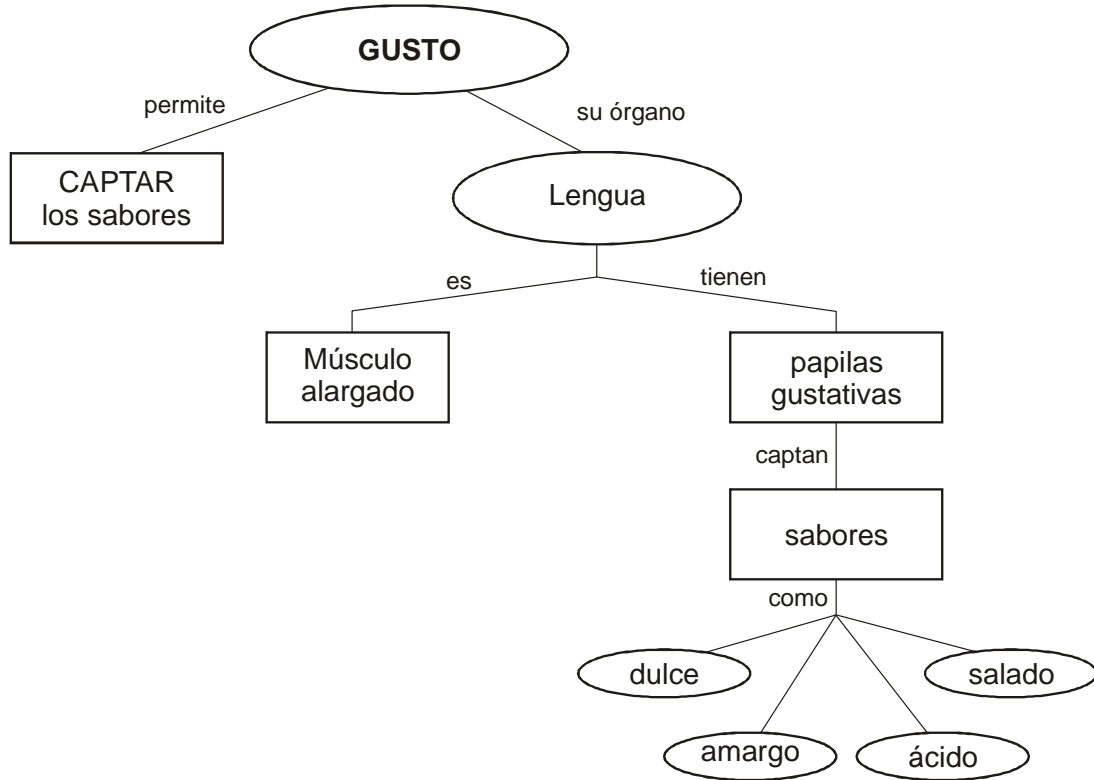 GUSTO
permite
su órgano
CAPTAR
los sabores
Lengua
es
tienen
Músculo
alargado
papilas
gustativas
captan
sabores
como
dulce
salado
amargo
ácido